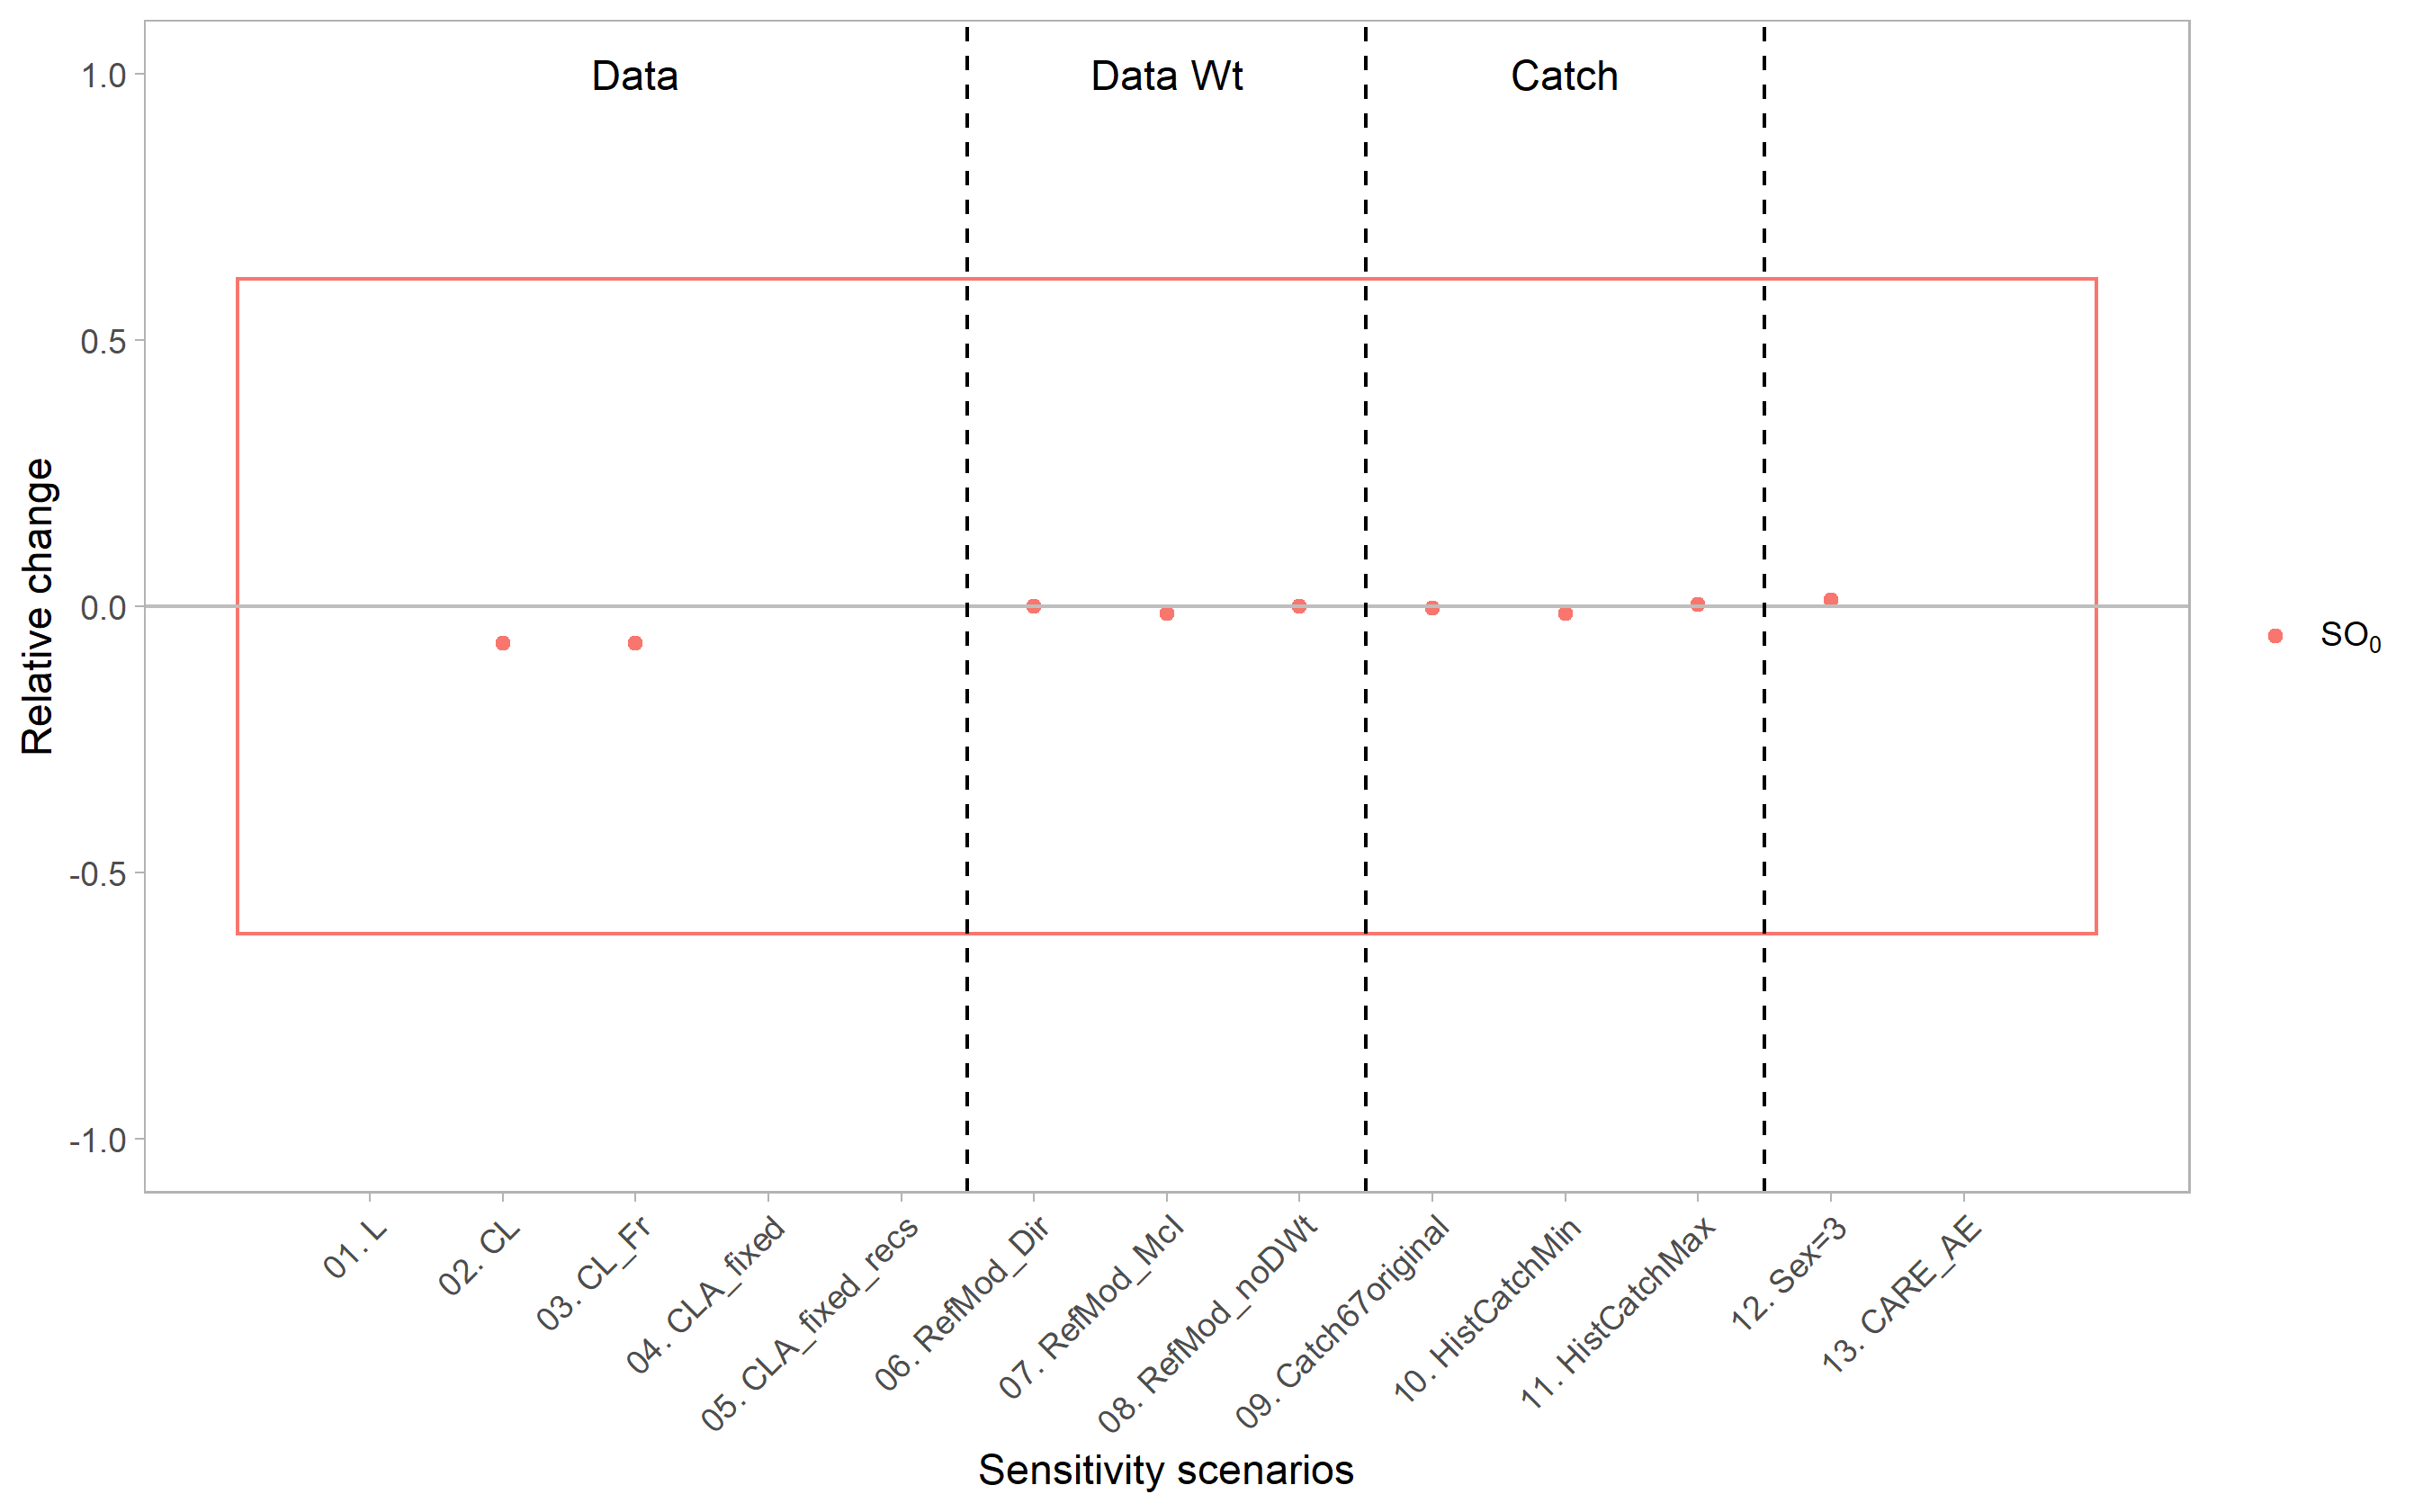 Data
Data Wt
Catch
1.0
0.5
0.0
-0.5
-1.0
Relative change
SO₀
01. L
02. CL
03. CL_Fr
04. CLA_fixed
05. CLA_fixed_recs
06. RefMod_Dir
07. RefMod_McI
08. RefMod_noDWt
09. Catch67original
10. HistCatchMin
11. HistCatchMax
12. Sex=3
13. CARE_AE
Sensitivity scenarios